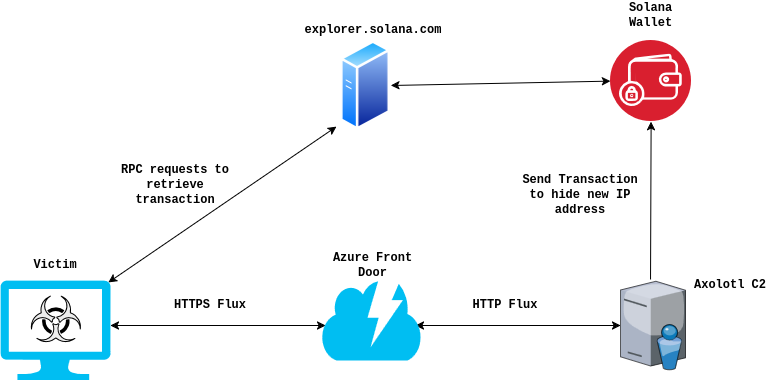 Solana
Wallet
explorer.solana.com
RPC requests to
retrieve
transaction
Send Transaction
to hide new IP
address
Victim
Azure Front
Door
Axolotl C2
HTTPS Flux
HTTP Flux